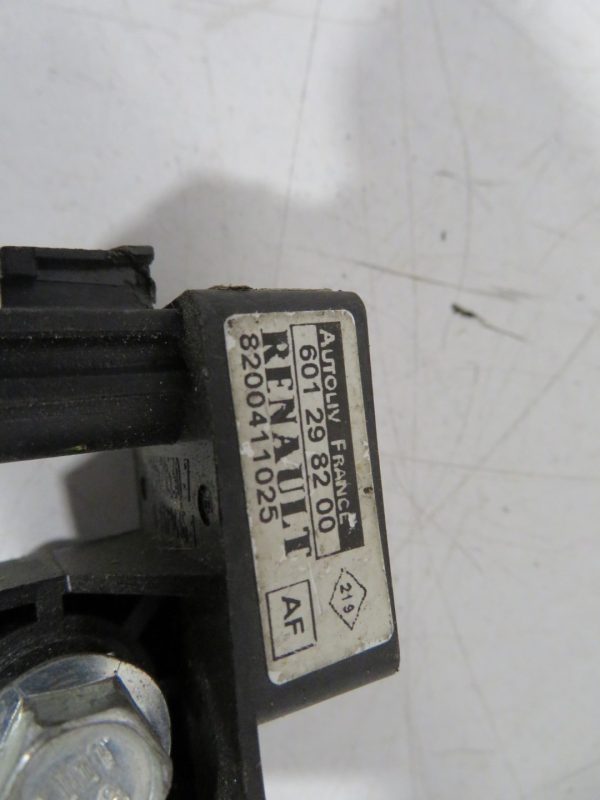 AUTOLIV FRANCE
601 29 82 00
RENAULT
8200411025
219
AF